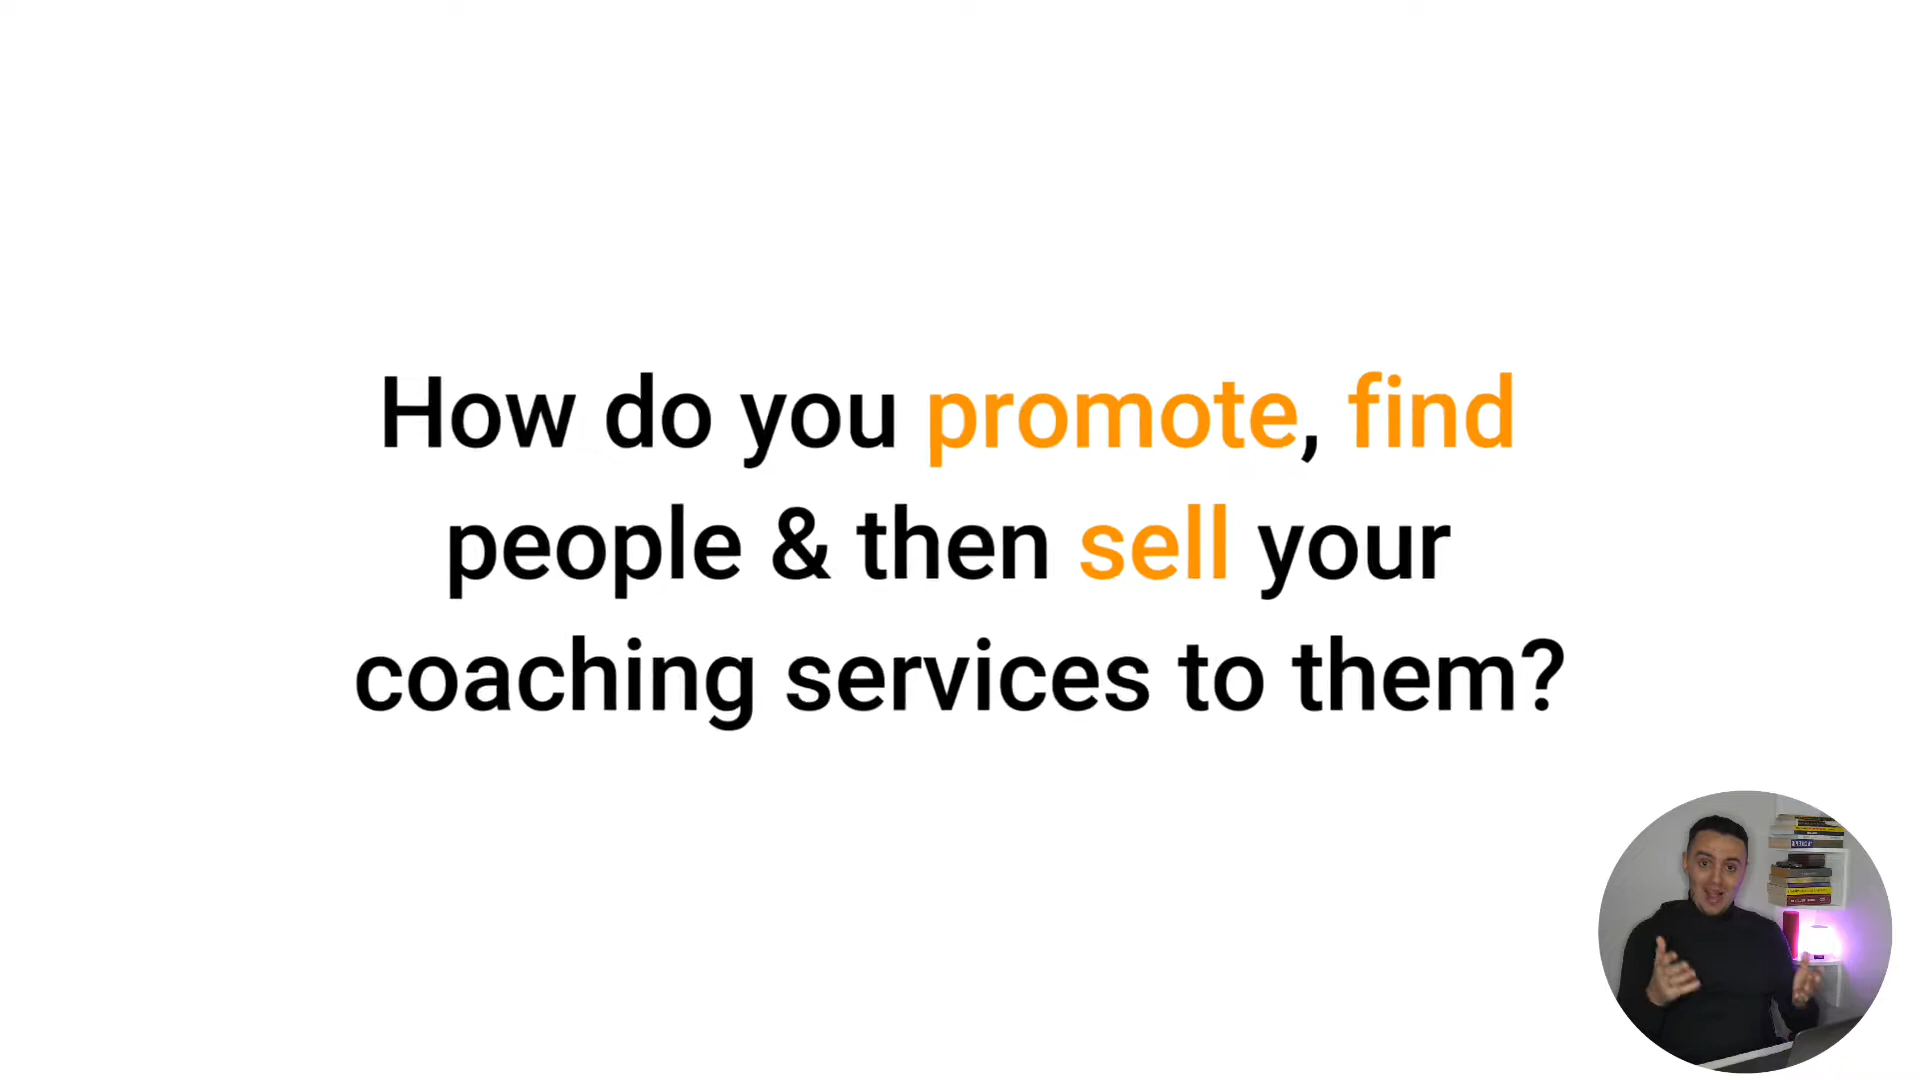 How do you promote, find
people & then sell your
coaching services to them?